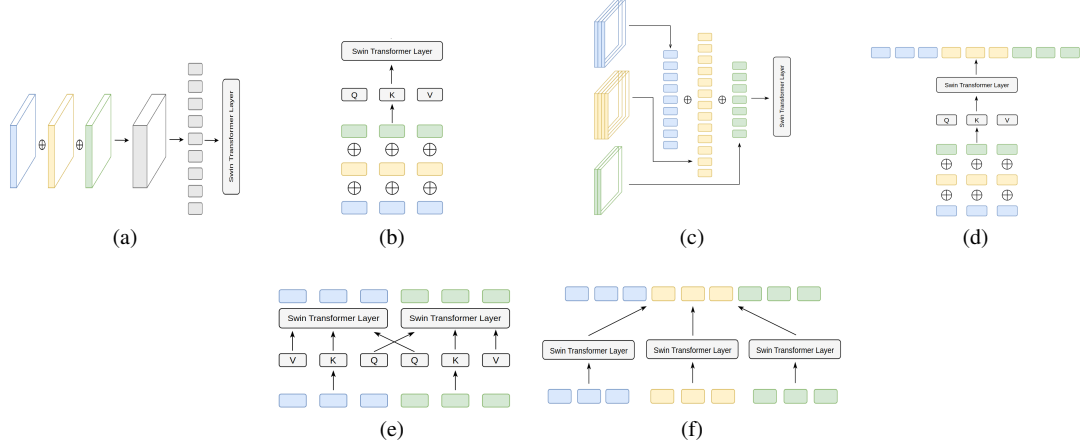 Swin Transformer Layer
(a)
Swin Transformer Layer
Q K V
(b)
Swin Transformer Layer
(c)
Swin Transformer Layer
Q K V
(d)
Swin Transformer Layer Swin Transformer Layer
V K Q Q K V
(e)
Swin Transformer Layer Swin Transformer Layer Swin Transformer Layer
(f)